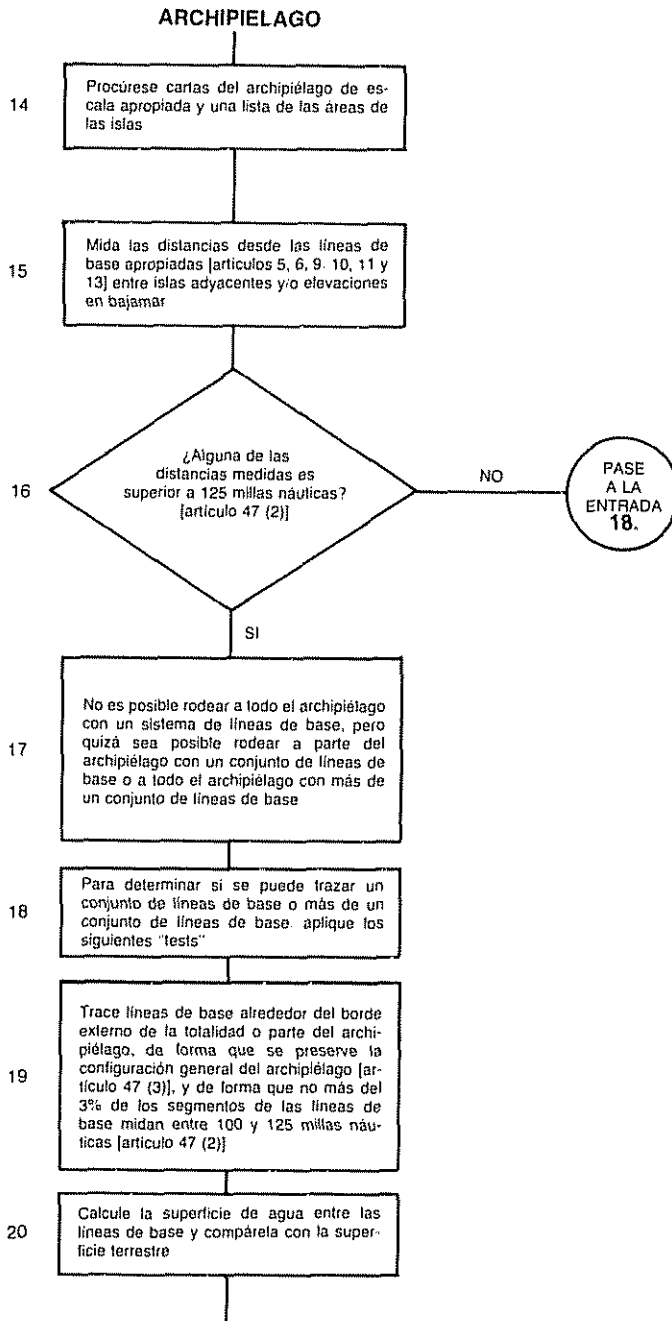 ARCHIPIELAGO
14
Procúrese cartas del archipiélago de es-
cala apropiada y una lista de las áreas de
las islas
15
Mida las distancias desde las líneas de
base apropiadas [artículos 5, 6, 9. 10, 11 y
13] entre islas adyacentes y/o elevaciones
en bajamar
16
¿Alguna de las
distancias medidas es
superior a 125 millas náuticas?
[artículo 47 (2)]
NO
PASE
A LA
ENTRADA
18.
SI
17
No es posible rodear a todo el archipiélago
con un sistema de líneas de base, pero
quizá sea posible rodear a parte del
archipiélago con un conjunto de líneas de
base o a todo el archipiélago con más de
un conjunto de líneas de base
18
Para determinar si se puede trazar un
conjunto de líneas de base o más de un
conjunto de líneas de base aplique los
siguientes "tests"
19
Trace líneas de base alrededor del borde
externo de la totalidad o parte del archi-
piélago, de forma que se preserve la
configuración general del archipiélago [ar-
tículo 47 (3)], y de forma que no más del
3% de los segmentos de las líneas de
base midan entre 100 y 125 millas náu-
ticas [artículo 47 (2)]
20
Calcule la superficie de agua entre las
líneas de base y compárela con la super-
ficie terrestre